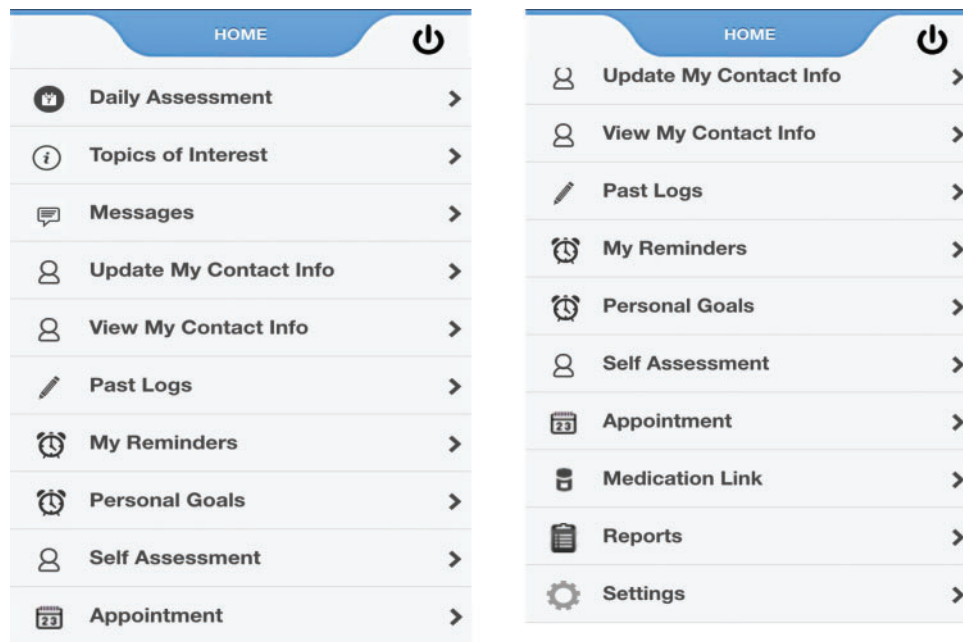 HOME
Daily Assessment
Topics of Interest
Messages
Update My Contact Info
View My Contact Info
Past Logs
My Reminders
Personal Goals
Self Assessment
23
Appointment
HOME
Update My Contact Info
View My Contact Info
Past Logs
My Reminders
Personal Goals
Self Assessment
23
Appointment
Medication Link
Reports
Settings